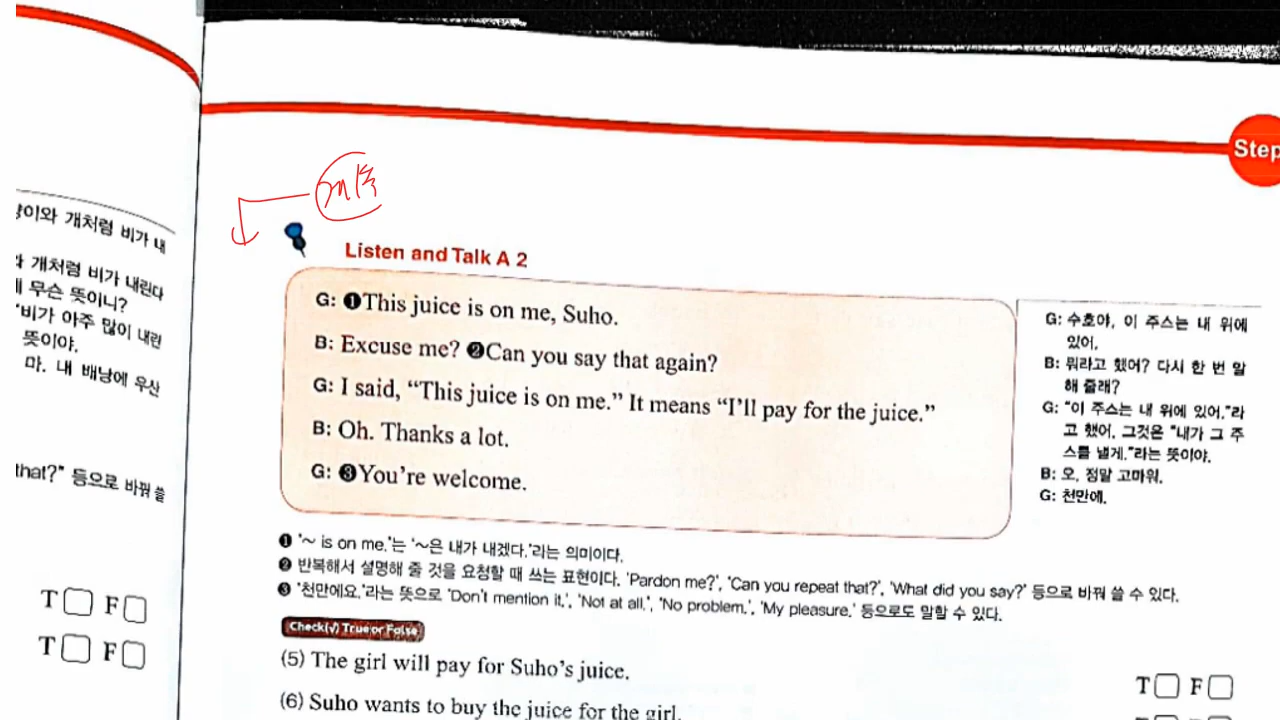 개처럼 비가 내
개처럼 비가 내린다
무슨 뜻이니?
"비가 아주 많이 내린
뜻이야.
마. 내 배낭에 우산
that?" 등으로 바꿔 쓸
T F
T F
Step
계속
Listen and Talk A 2
G: ❶This juice is on me, Suho.
B: Excuse me? ❷Can you say that again?
G: I said, “This juice is on me.” It means “I’ll pay for the juice.”
B: Oh. Thanks a lot.
G: ❸You’re welcome.
G: 수호야, 이 주스는 내 위에
있어.
B: 뭐라고 했어? 다시 한 번 말
해 줄래?
G: “이 주스는 내 위에 있어.”라
고 했어. 그것은 “내가 그 주
스를 낼게.”라는 뜻이야.
B: 오, 정말 고마워.
G: 천만에.
❶ '~ is on me.'는 '~은 내가 내겠다.'라는 의미이다.
❷ 반복해서 설명해 줄 것을 요청할 때 쓰는 표현이다. 'Pardon me?', 'Can you repeat that?', 'What did you say?' 등으로 바꿔 쓸 수 있다.
❸ '천만에요.'라는 뜻으로 'Don't mention it.', 'Not at all.', 'No problem.', 'My pleasure.' 등으로도 말할 수 있다.
Check(√) True or False
(5) The girl will pay for Suho’s juice.
T F
(6) Suho wants to buy the juice for the girl.